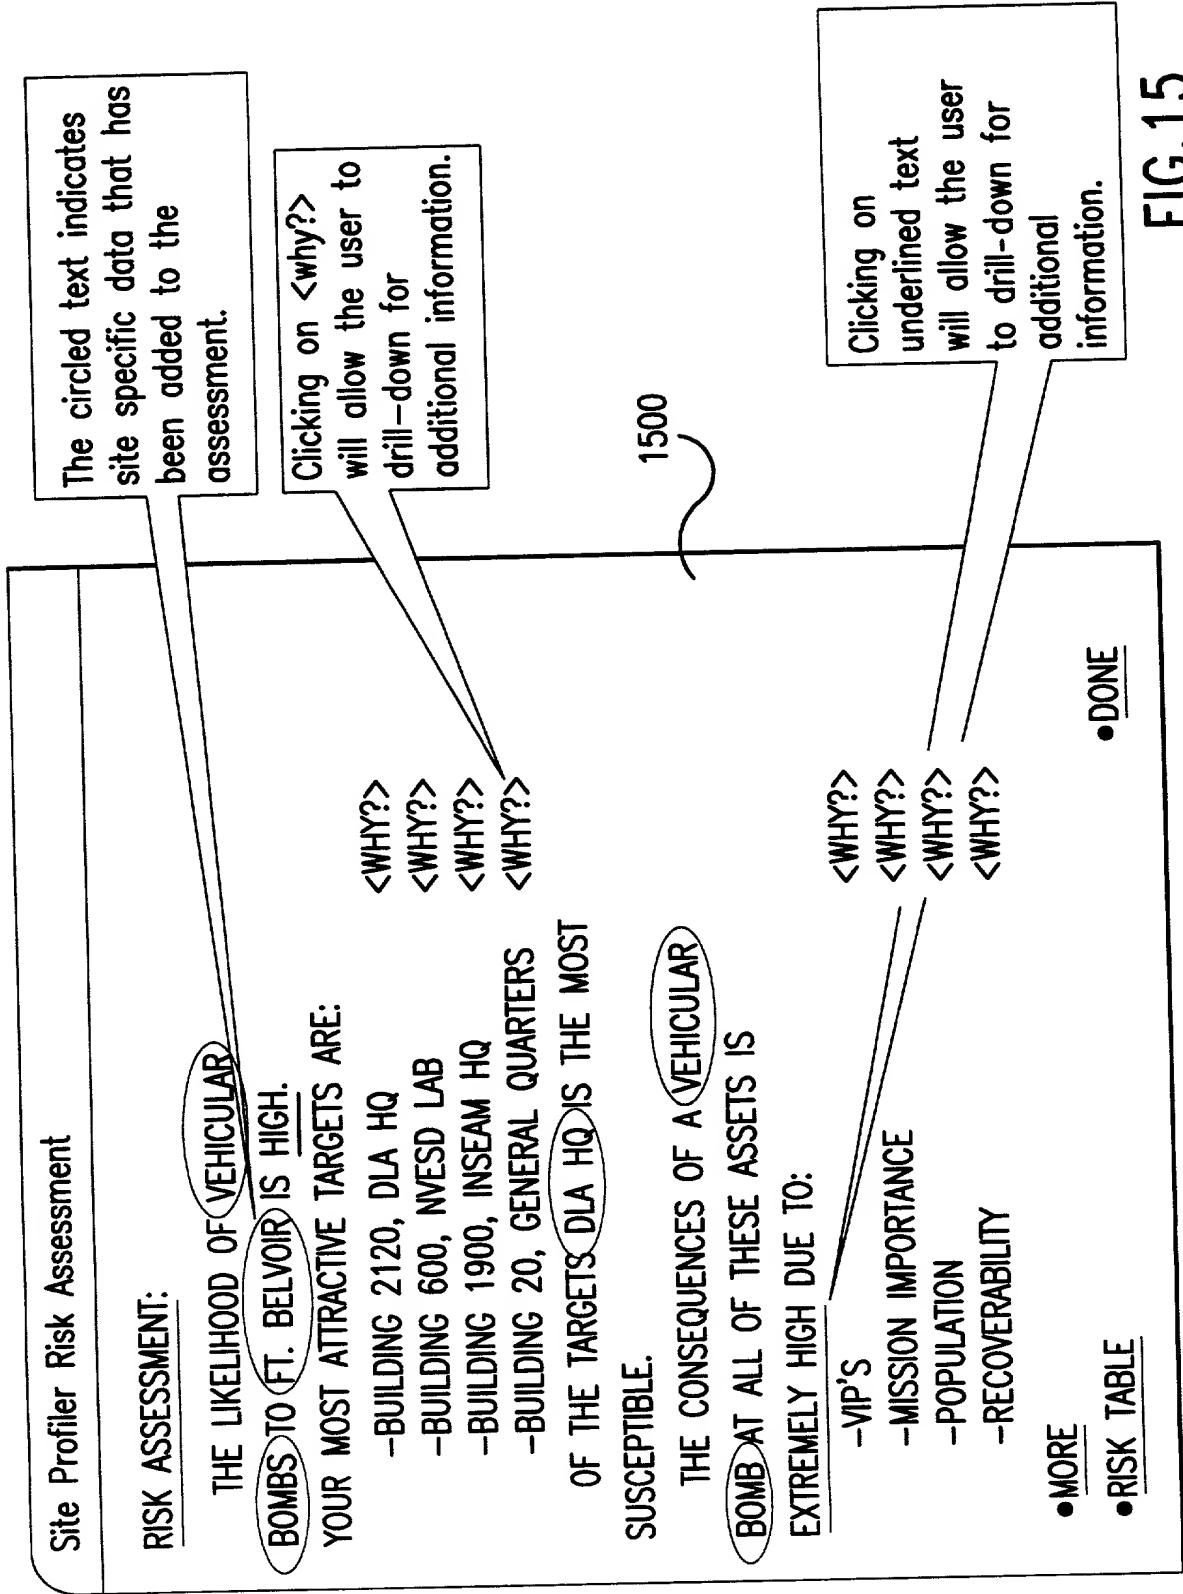 Site Profiler Risk Assessment
RISK ASSESSMENT:
THE LIKELIHOOD OF VEHICULAR
BOMBS TO FT. BELVOIR IS HIGH.
YOUR MOST ATTRACTIVE TARGETS ARE:
-BUILDING 2120, DLA HQ <WHY?>
-BUILDING 600, NVESD LAB <WHY?>
-BUILDING 1900, INSEAM HQ <WHY?>
-BUILDING 20, GENERAL QUARTERS <WHY?>
OF THE TARGETS DLA HQ IS THE MOST
SUSCEPTIBLE.
THE CONSEQUENCES OF A VEHICULAR
BOMB AT ALL OF THESE ASSETS IS
EXTREMELY HIGH DUE TO:
-VIP'S <WHY?>
-MISSION IMPORTANCE <WHY?>
-POPULATION <WHY?>
-RECOVERABILITY <WHY?>
•MORE
•RISK TABLE
•DONE
The circled text indicates
site specific data that has
been added to the
assessment.
Clicking on <why?>
will allow the user to
drill-down for
additional information.
1500
Clicking on
underlined text
will allow the user
to drill-down for
additional
information.
FIG.15